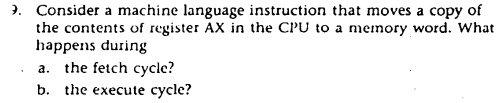 9. Consider a machine language instruction that moves a copy of
the contents of register AX in the CPU to a memory word. What
happens during
a. the fetch cycle?
b. the execute cycle?